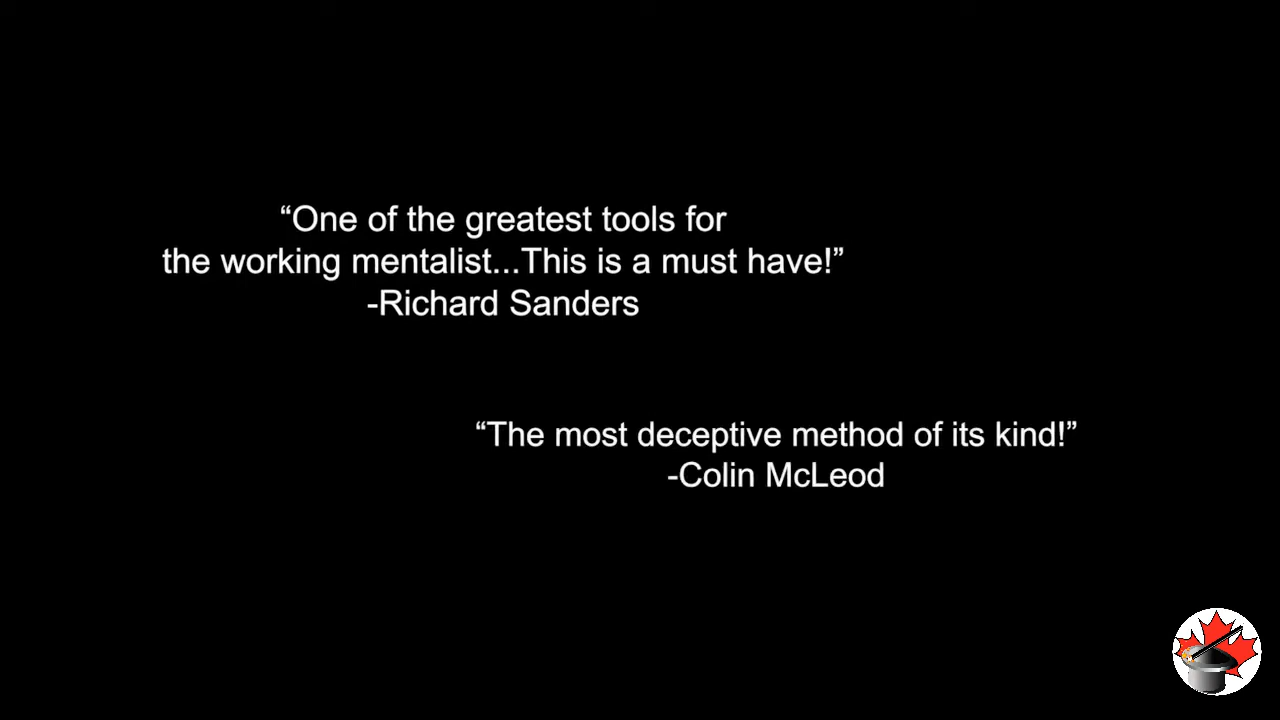 “One of the greatest tools for
the working mentalist...This is a must have!”
-Richard Sanders
“The most deceptive method of its kind!”
-Colin McLeod